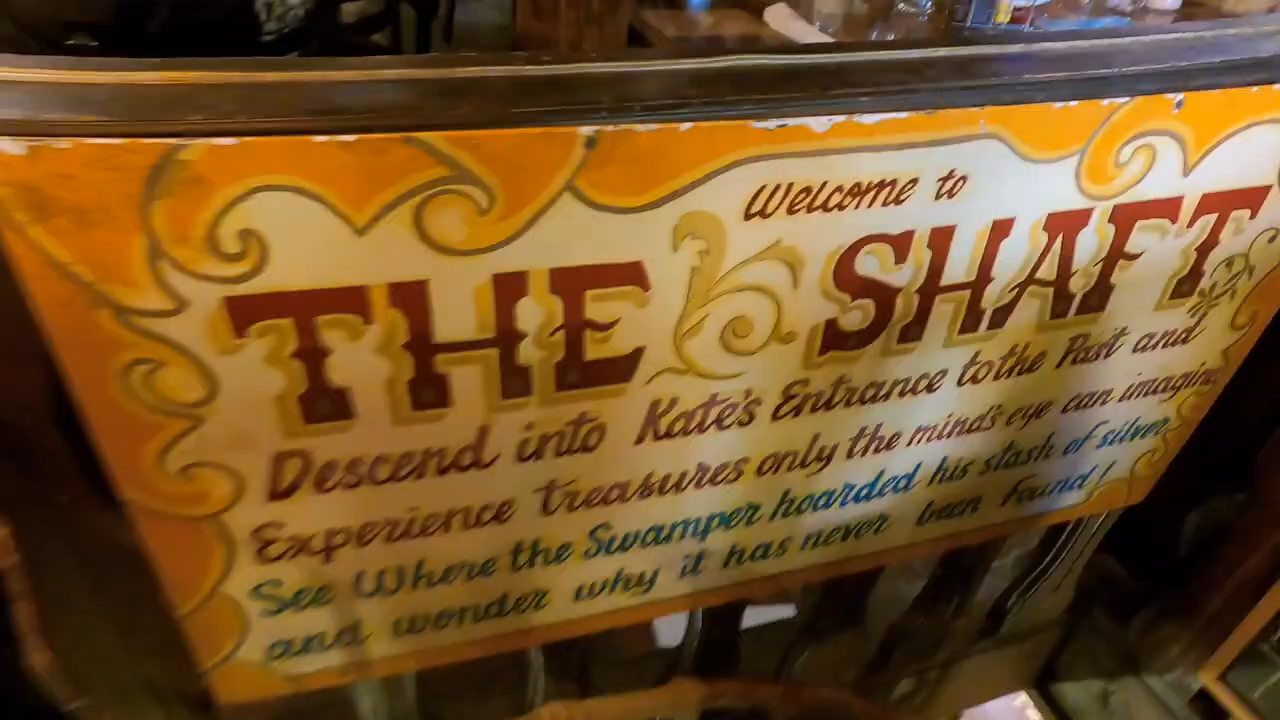 Welcome to
THE SHAFT
Descend into Kate's Entrance to the Past and
Experience treasures only the mind's eye can imagine
See Where the Swamper hoarded his stash of silver,
and wonder why it has never been found!